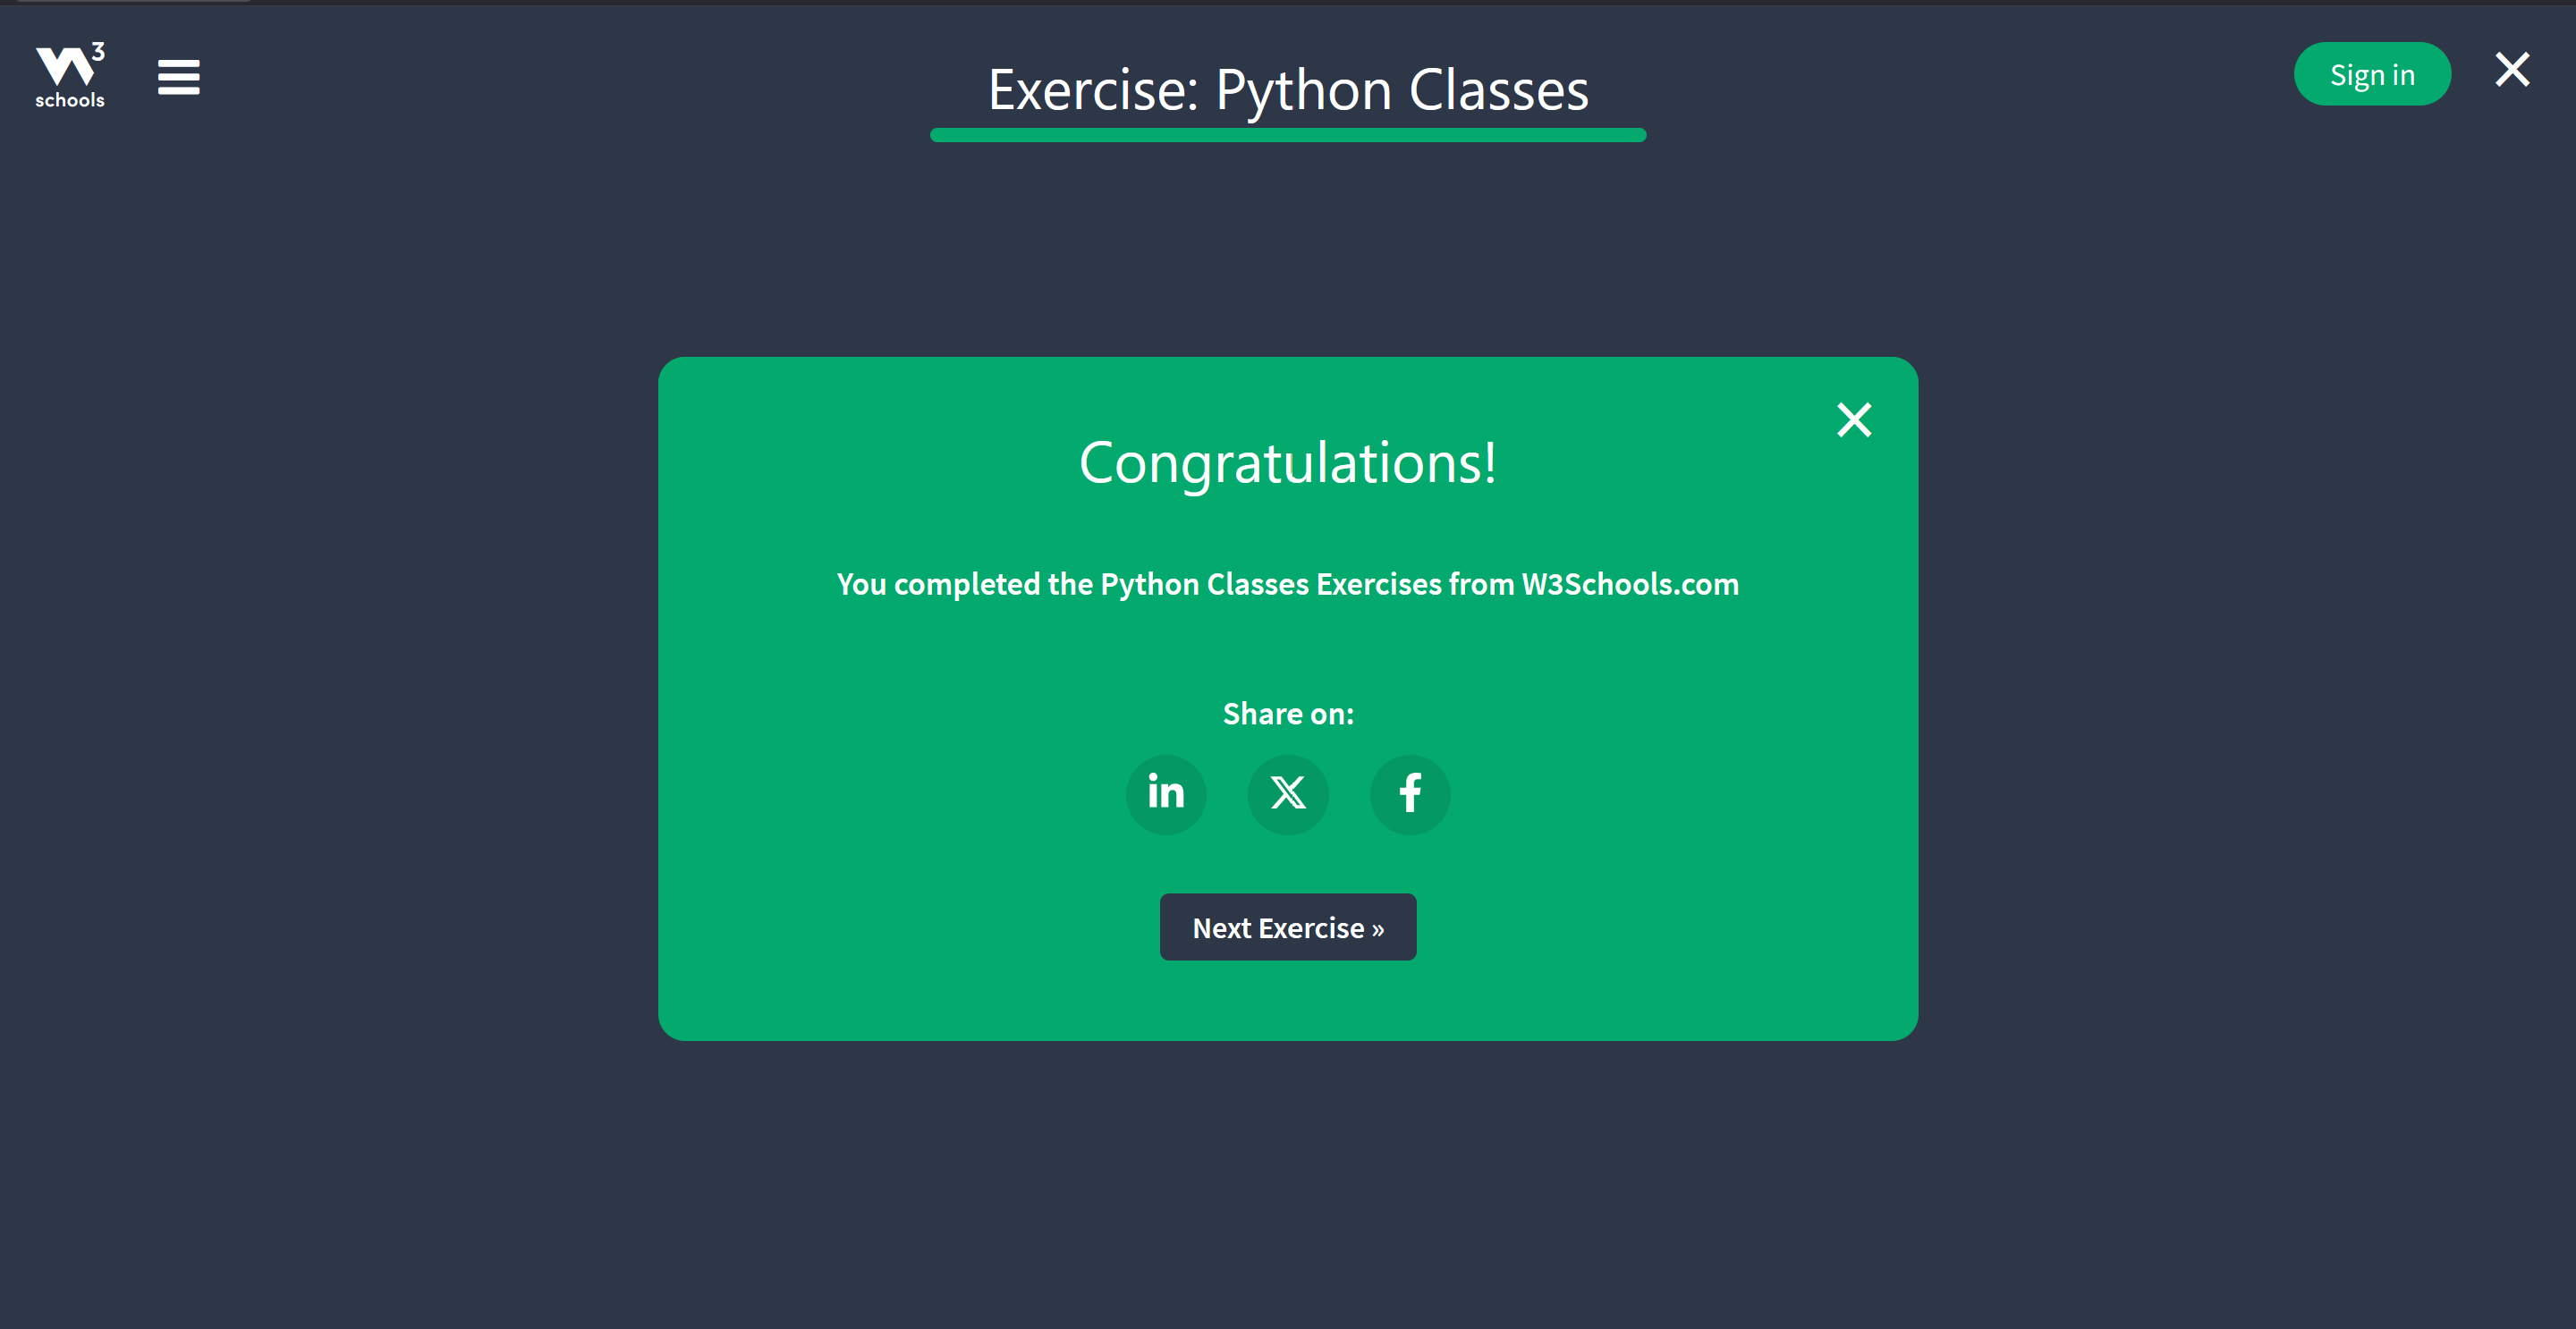 W3
schools
Exercise: Python Classes
Sign in
Congratulations!
You completed the Python Classes Exercises from W3Schools.com
Share on:
in
X
f
Next Exercise »